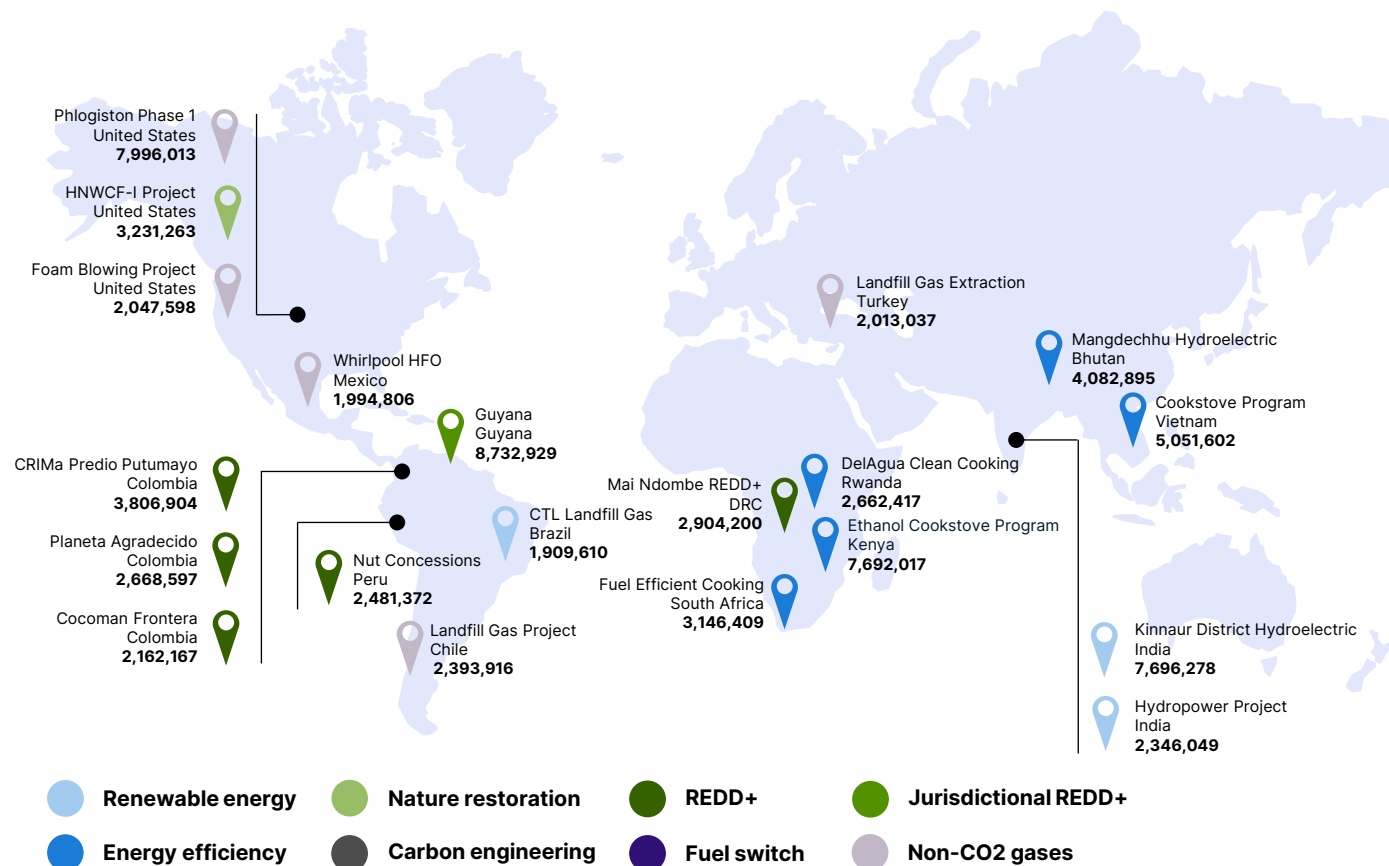 Phlogiston Phase 1
United States
7,996,013
HNWCF-I Project
United States
3,231,263
Foam Blowing Project
United States
2,047,598
Whirlpool HFO
Mexico
1,994,806
Guyana
Guyana
8,732,929
CRIMa Predio Putumayo
Colombia
3,806,904
Planeta Agradecido
Colombia
2,668,597
Cocoman Frontera
Colombia
2,162,167
Nut Concessions
Peru
2,481,372
CTL Landfill Gas
Brazil
1,909,610
Landfill Gas Project
Chile
2,393,916
Landfill Gas Extraction
Turkey
2,013,037
Mangdechhu Hydroelectric
Bhutan
4,082,895
Cookstove Program
Vietnam
5,051,602
DelAgua Clean Cooking
Rwanda
2,662,417
Mai Ndombe REDD+
DRC
2,904,200
Ethanol Cookstove Program
Kenya
7,692,017
Fuel Efficient Cooking
South Africa
3,146,409
Kinnaur District Hydroelectric
India
7,696,278
Hydropower Project
India
2,346,049
Renewable energy
Nature restoration
REDD+
Jurisdictional REDD+
Energy efficiency
Carbon engineering
Fuel switch
Non-CO2 gases